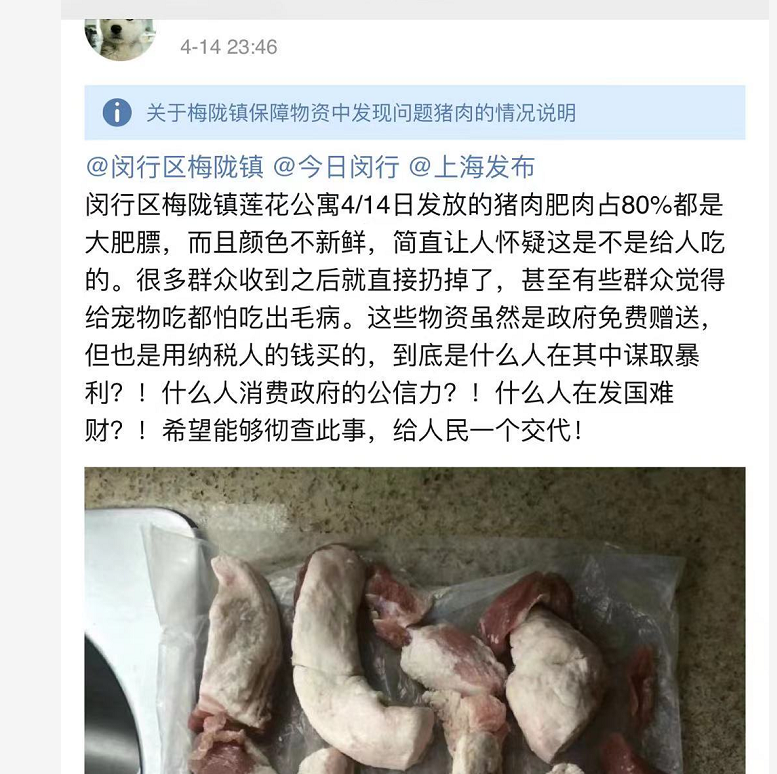 4-14 23:46
关于梅陇镇保障物资中发现问题猪肉的情况说明
@闵行区梅陇镇 @今日闵行 @上海发布
闵行区梅陇镇莲花公寓4/14日发放的猪肉肥肉占80%都是
大肥膘，而且颜色不新鲜，简直让人怀疑这是不是给人吃
的。很多群众收到之后就直接扔掉了，甚至有些群众觉得
给宠物吃都怕吃出毛病。这些物资虽然是政府免费赠送，
但也是用纳税人的钱买的，到底是什么人在其中谋取暴
利？！什么人消费政府的公信力？！什么人在发国难
财？！希望能够彻查此事，给人民一个交代！